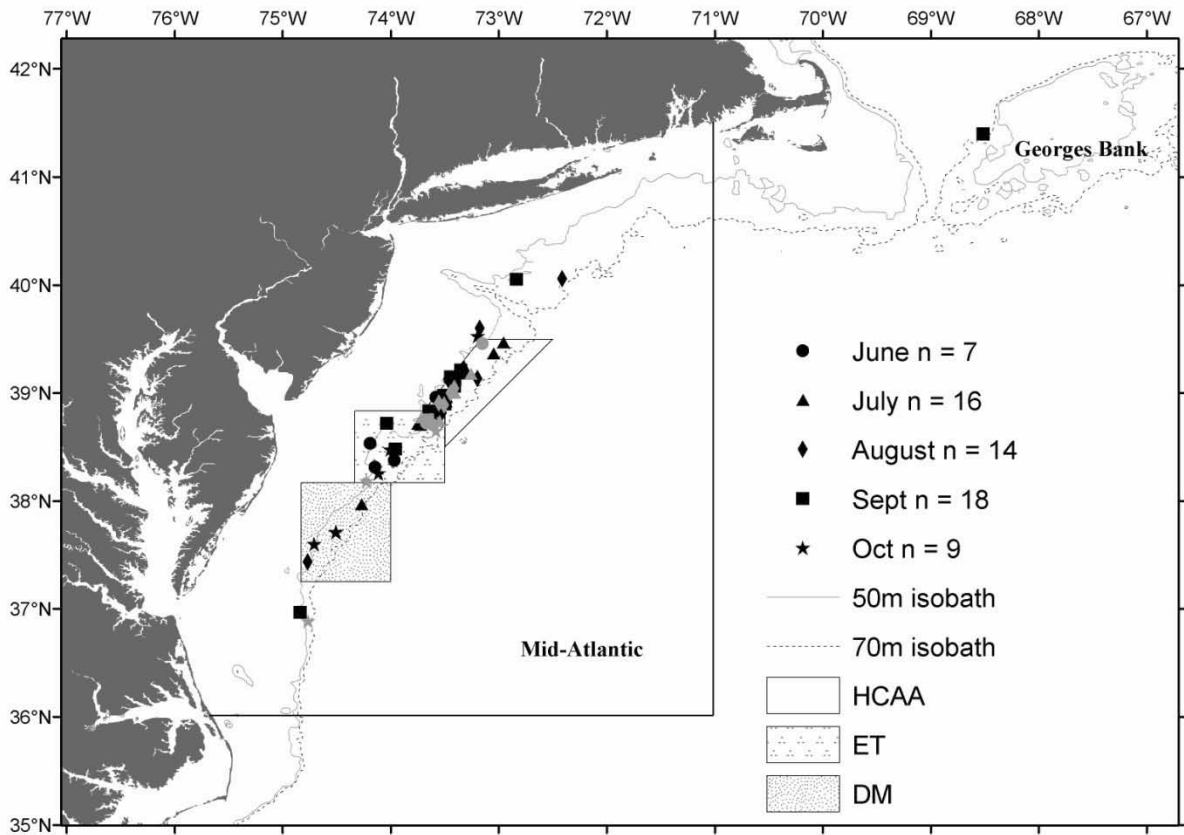 77°W 76°W 75°W 74°W 73°W 72°W 71°W 70°W 69°W 68°W 67°W
42°N
Georges Bank
41°N
40°N
June n = 7
39°N
July n = 16
August n = 14
38°N
Sept n = 18
Oct n = 9
37°N
50m isobath
Mid-Atlantic
70m isobath
HCAA
36°N
ET
DM
35°N